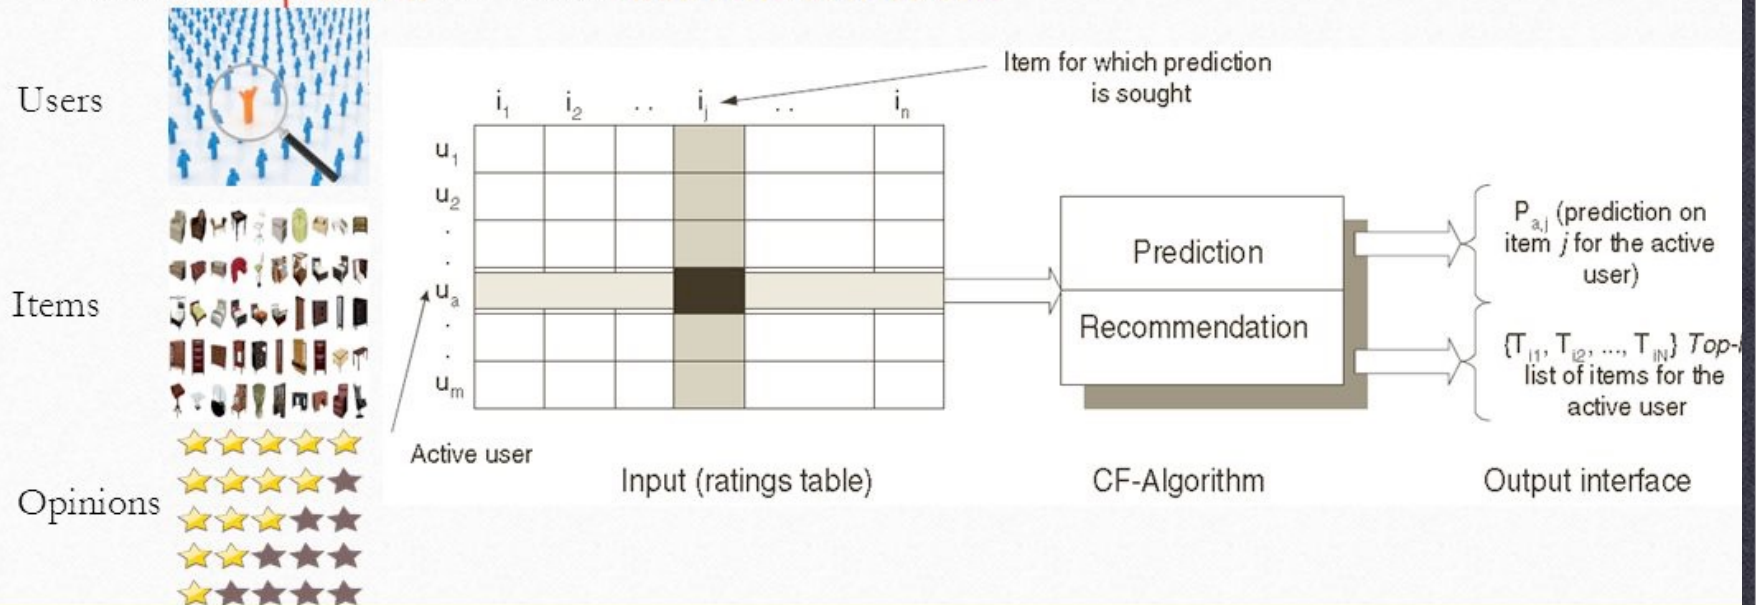 Users
Items
Opinions
Item for which prediction
is sought
i1 i2 .. ij .. in
u1
u2
.
.
ua
.
.
um
Active user
Input (ratings table)
Prediction
Recommendation
CF-Algorithm
Pa,j (prediction on
item j for the active
user)
{Ti1, Ti2, ..., TiN} Top-
list of items for the
active user
Output interface